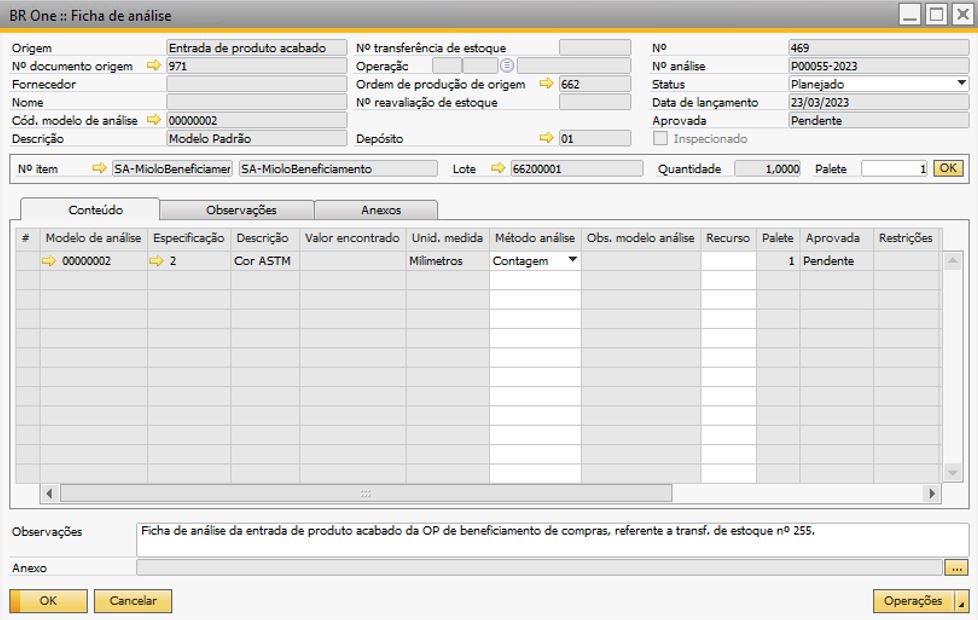 BR One :: Ficha de análise
Origem Entrada de produto acabado Nº transferência de estoque Nº 469
Nº documento origem 971 Operaçãc Nº análise P00055-2023
Fornecedor Ordem de produção de origem 662 Status Planejado
Nome Nº reavaliação de estoque Data de lançamento 23/03/2023
Cód. modelo de análise 00000002 Aprovada Pendente
Descrição Modelo Padrão Depósito 01 Inspecionado
Nº item SA-MioloBeneficiamer SA-MioloBeneficiamento Lote 66200001 Quantidade 1,0000 Palete 1 OK
Conteúdo Observações Anexos
# Modelo de análise Especificação Descrição Valor encontrado Unid. medida Método análise Obs. modelo análise Recurso Palete Aprovada Restrições
00000002 2 Cor ASTM Milimetros Contagem 1 Pendente
Observações Ficha de análise da entrada de produto acabado da OP de beneficiamento de compras, referente a transf. de estoque nº 255.
Anexo ...
OK Cancelar Operações